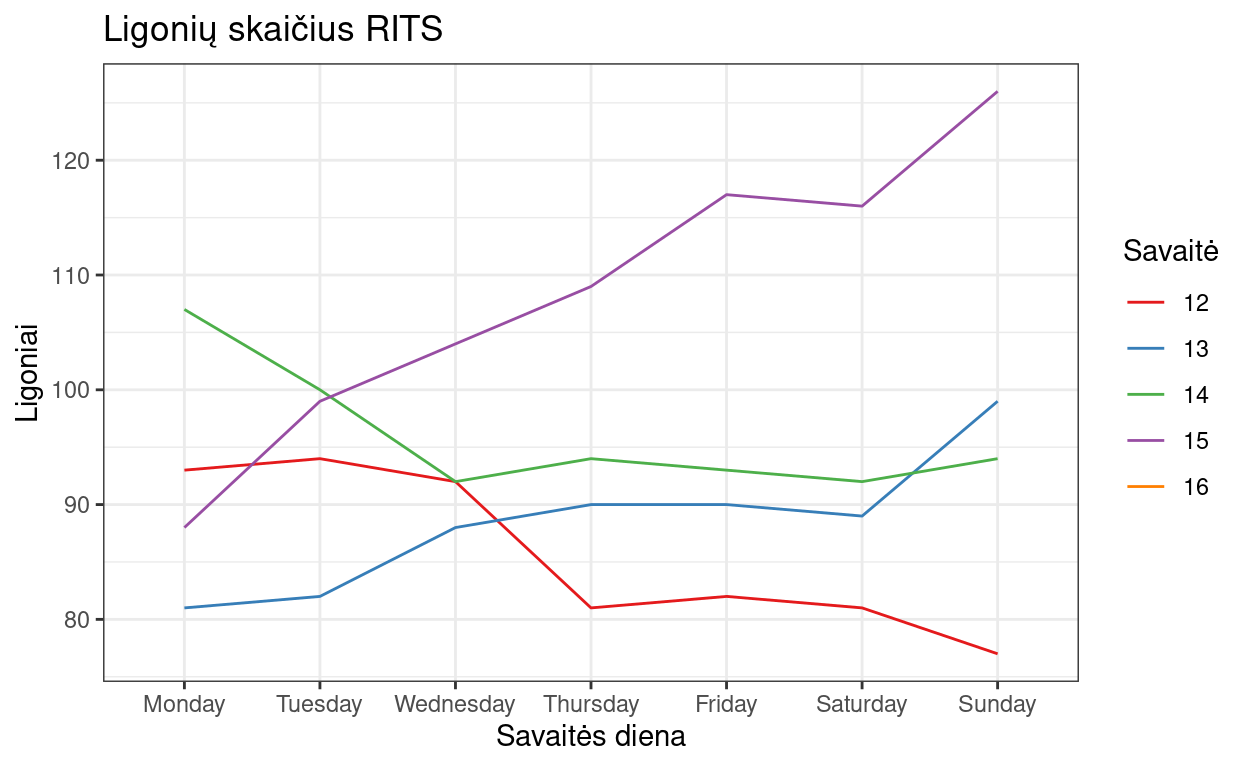 Ligonių skaičius RITS
120
110
100
90
80
Ligoniai
Monday Tuesday Wednesday Thursday Friday Saturday Sunday
Savaitės diena
Savaitė
12
13
14
15
16